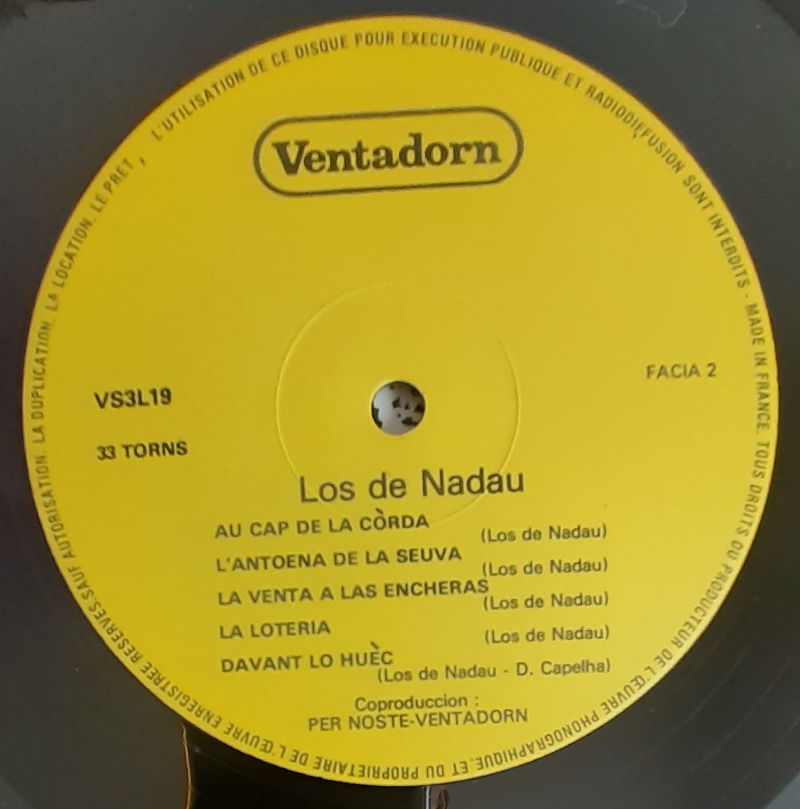 L'UTILISATION DE CE DISQUE POUR EXECUTION PUBLIQUE ET RADIODIFFUSION SONT INTERDITS - MADE IN FRANCE. TOUS DROITS DU PRODUCTEUR DE L'ŒUVRE PHONOGRAPHIQUE.ET DU PROPRIETAIRE DE L'ŒUVRE ENREGISTREE RESERVES.SAUF AUTORISATION. LA DUPLICATION. LA LOCATION. LE PRET,
Ventadorn
FACIA 2
VS3L19
33 TORNS
Los de Nadau
AU CAP DE LA CÒRDA
(Los de Nadau)
L'ANTOENA DE LA SEUVA
(Los de Nadau)
LA VENTA A LAS ENCHERAS
(Los de Nadau)
LA LOTERIA
(Los de Nadau)
DAVANT LO HUÈC
(Los de Nadau - D. Capelha)
Coproduccion :
PER NOSTE-VENTADORN